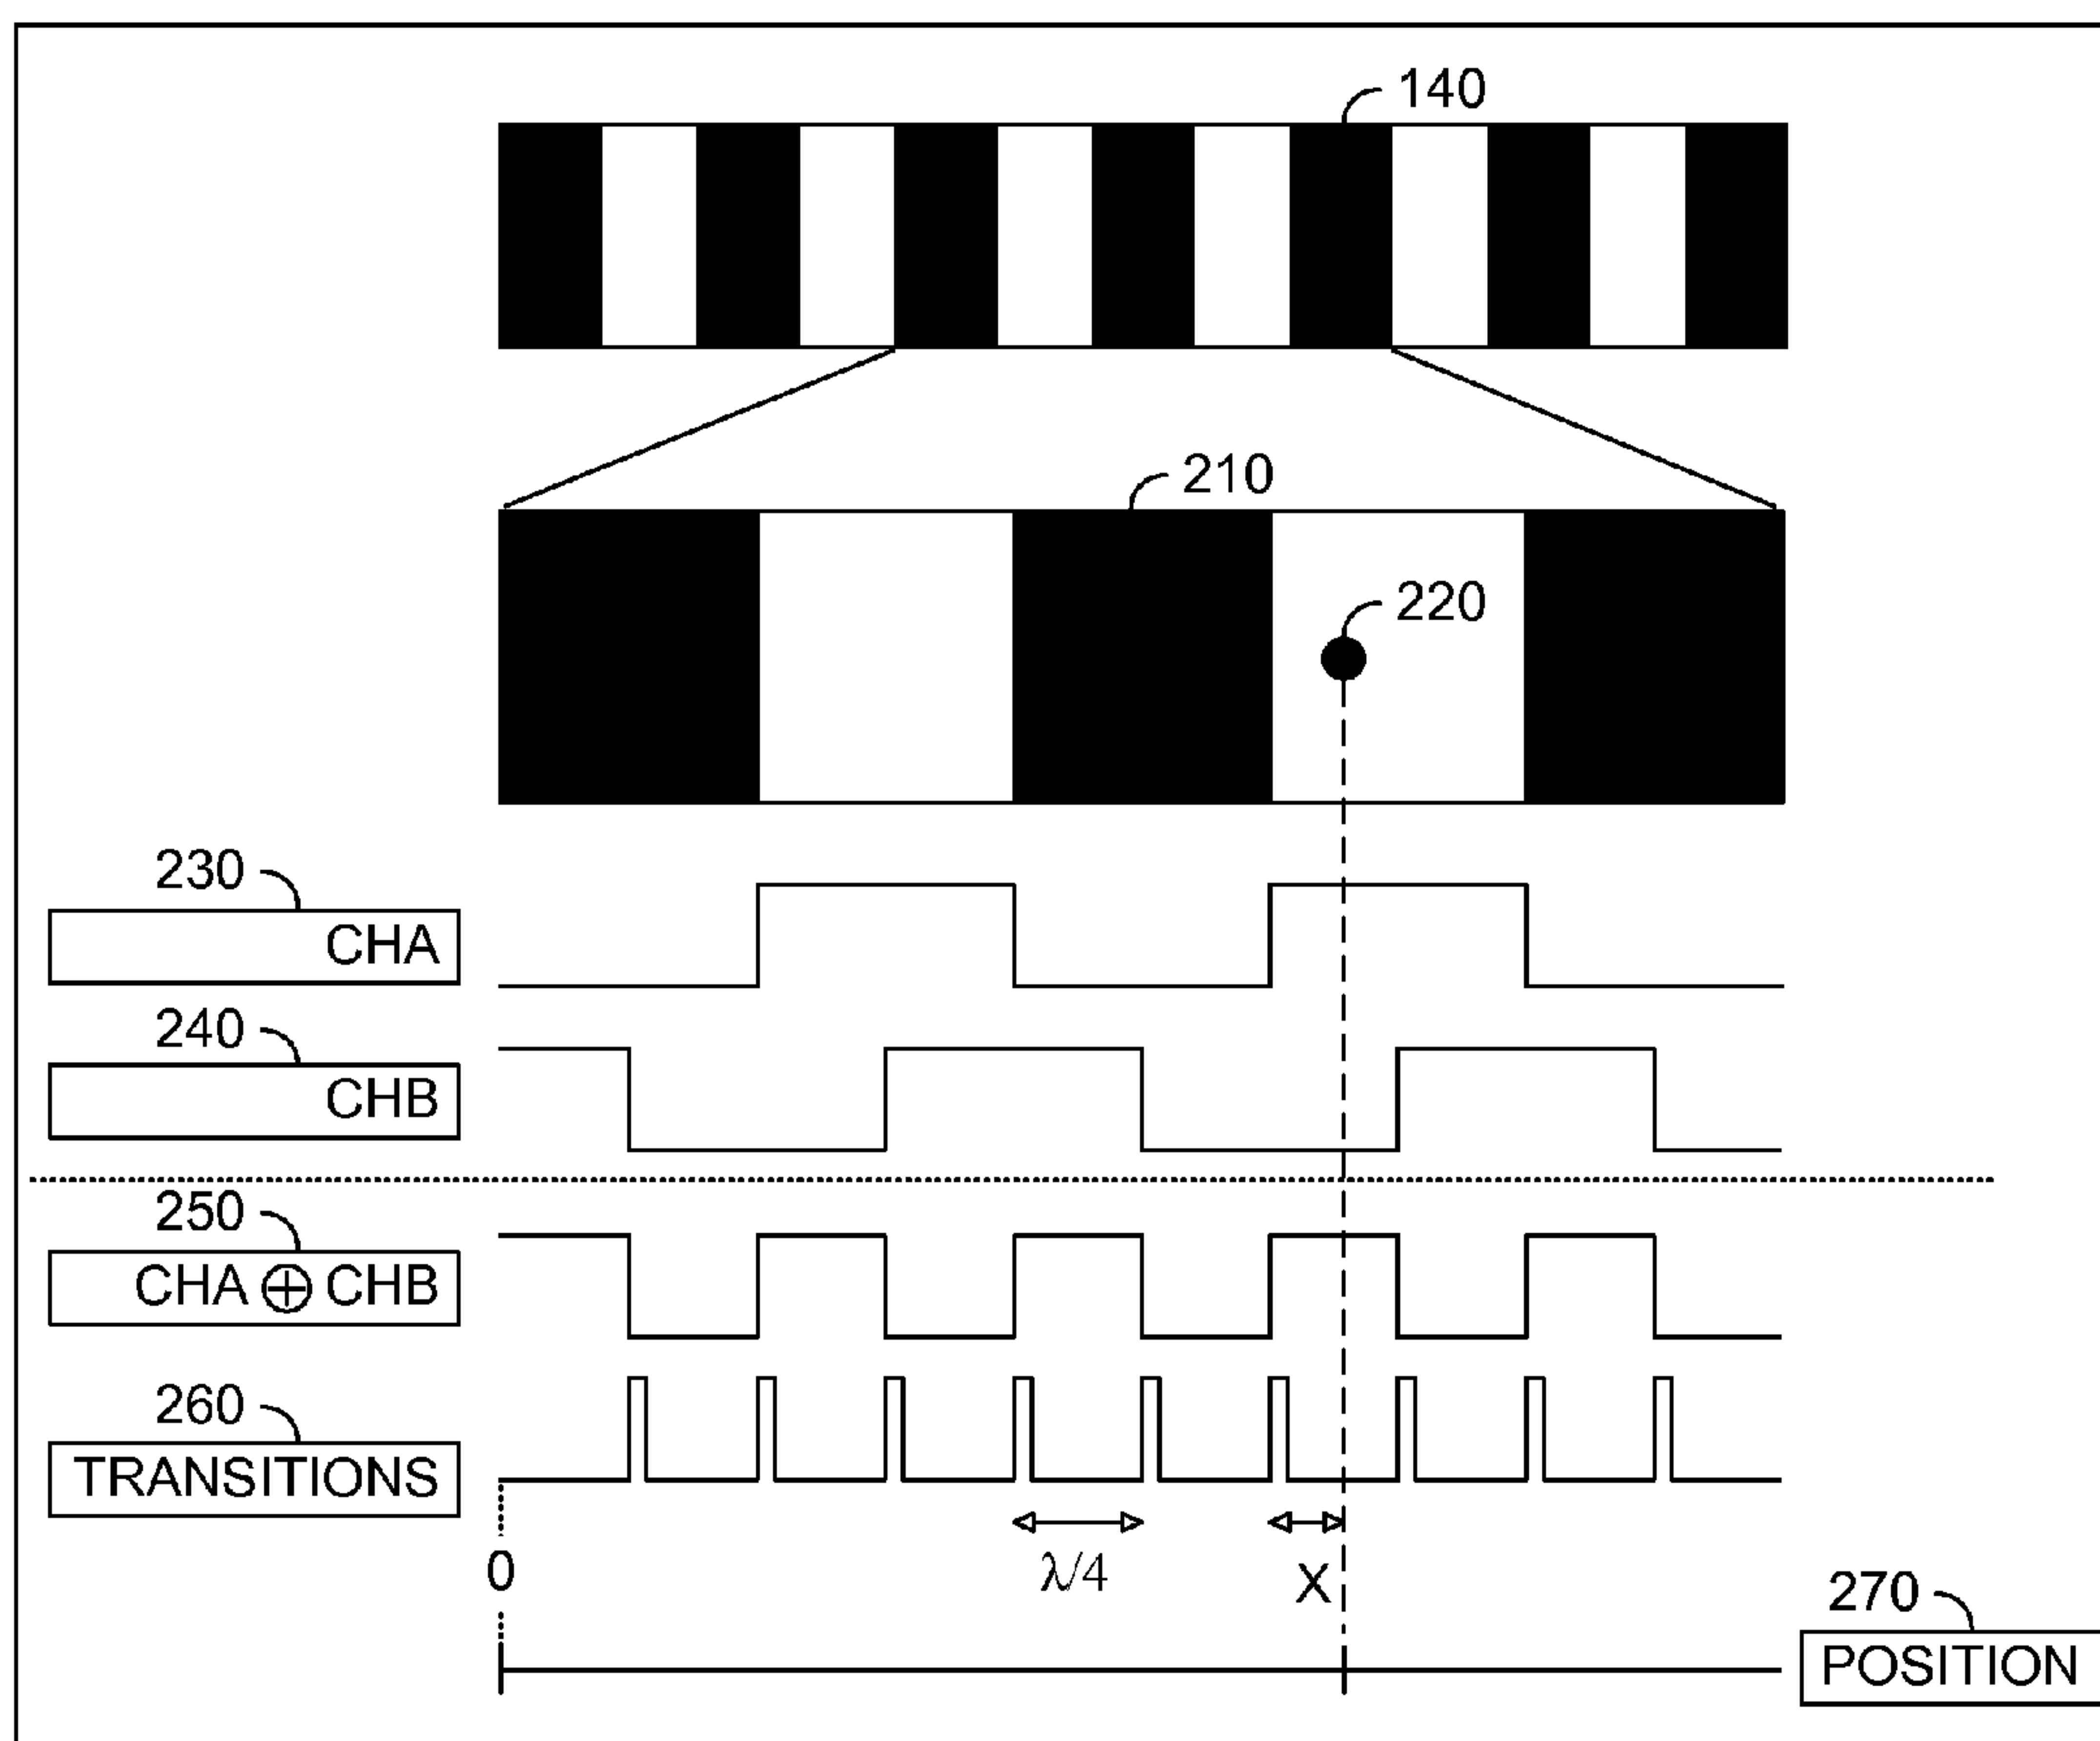 140
210
220
230
CHA
240
CHB
250
CHA ⊕ CHB
260
TRANSITIONS
0
λ/4
X
270
POSITION